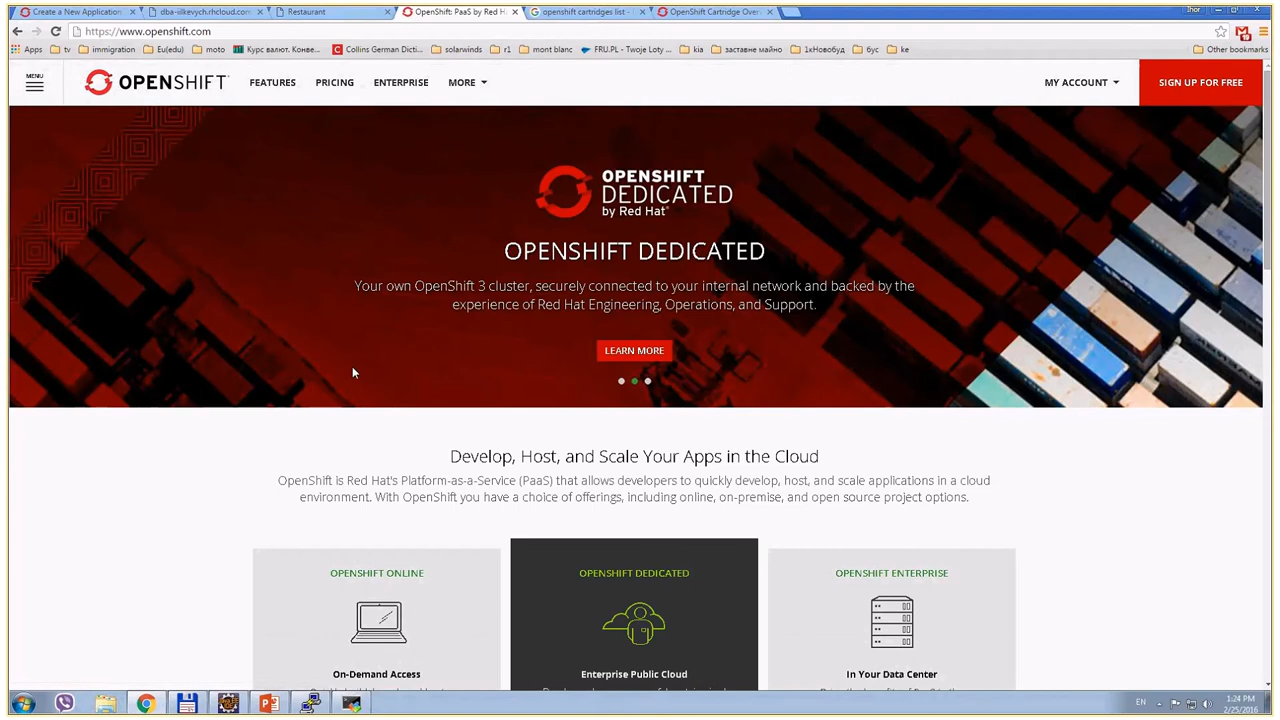 Create a New Application
dba-iilkevych.rhcloud.com
Restaurant
OpenShift: PaaS by Red H
openshift cartridges list -
OpenShift Cartridge Over
Ihor
https://www.openshift.com
Apps
tv
immigration
Eu(edu)
moto
Курс валют. Конве...
Collins German Dicti...
solarwinds
r1
mont blanc
FRU.PL - Twoje Loty ...
kia
заставне майно
1кНовобуд
бус
ke
Other bookmarks
MENU
OPENSHIFT
FEATURES
PRICING
ENTERPRISE
MORE
MY ACCOUNT
SIGN UP FOR FREE
OPENSHIFT
DEDICATED
by Red Hat®
OPENSHIFT DEDICATED
Your own OpenShift 3 cluster, securely connected to your internal network and backed by the
experience of Red Hat Engineering, Operations, and Support.
LEARN MORE
Develop, Host, and Scale Your Apps in the Cloud
OpenShift is Red Hat's Platform-as-a-Service (PaaS) that allows developers to quickly develop, host, and scale applications in a cloud
environment. With OpenShift you have a choice of offerings, including online, on-premise, and open source project options.
OPENSHIFT ONLINE
OPENSHIFT DEDICATED
OPENSHIFT ENTERPRISE
On-Demand Access
Enterprise Public Cloud
In Your Data Center
EN
1:24 PM
2/25/2016